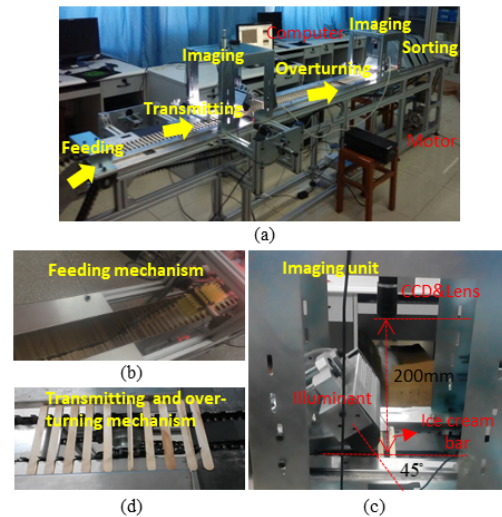 Imaging
Computer
Imaging
Sorting
Overturning
Transmitting
Feeding
Motor
(a)
Feeding mechanism
(b)
Transmitting and over-
turning mechanism
(d)
Imaging unit
CCD&Lens
200mm
Illuminant
Ice cream
bar
45°
(c)